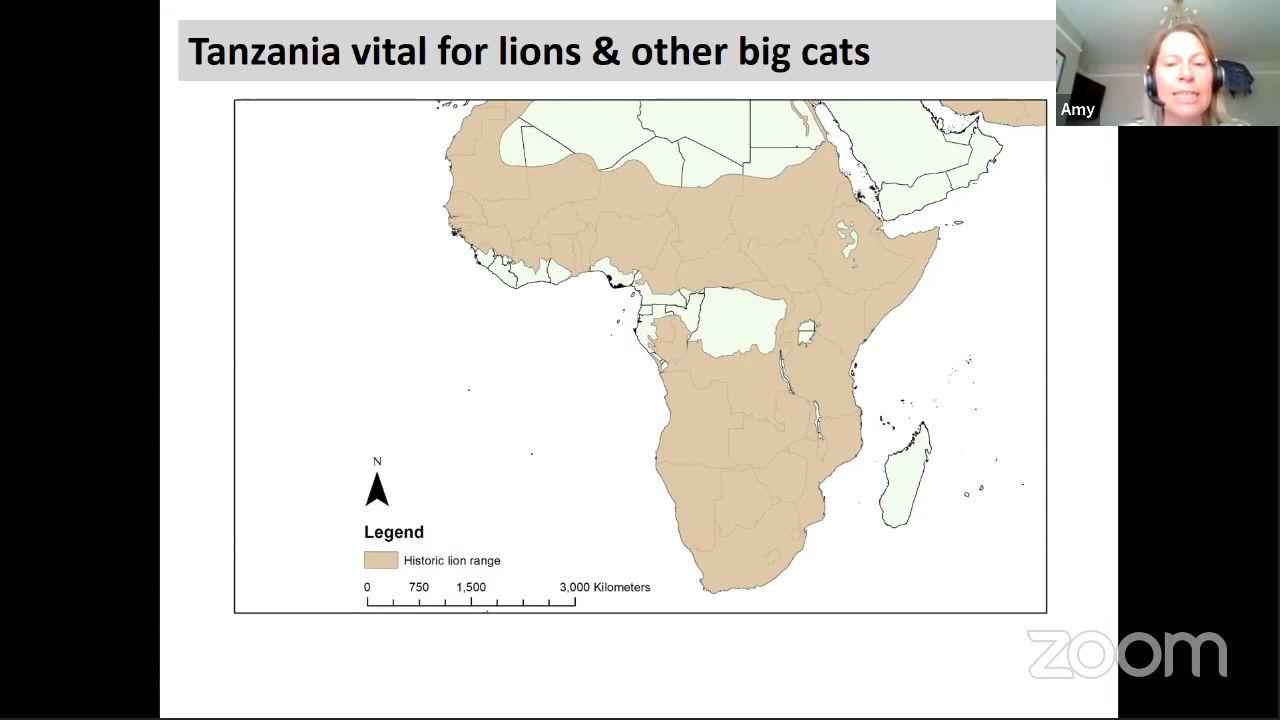 Tanzania vital for lions & other big cats
Amy
N
Legend
Historic lion range
0 750 1,500 3,000 Kilometers
zoom